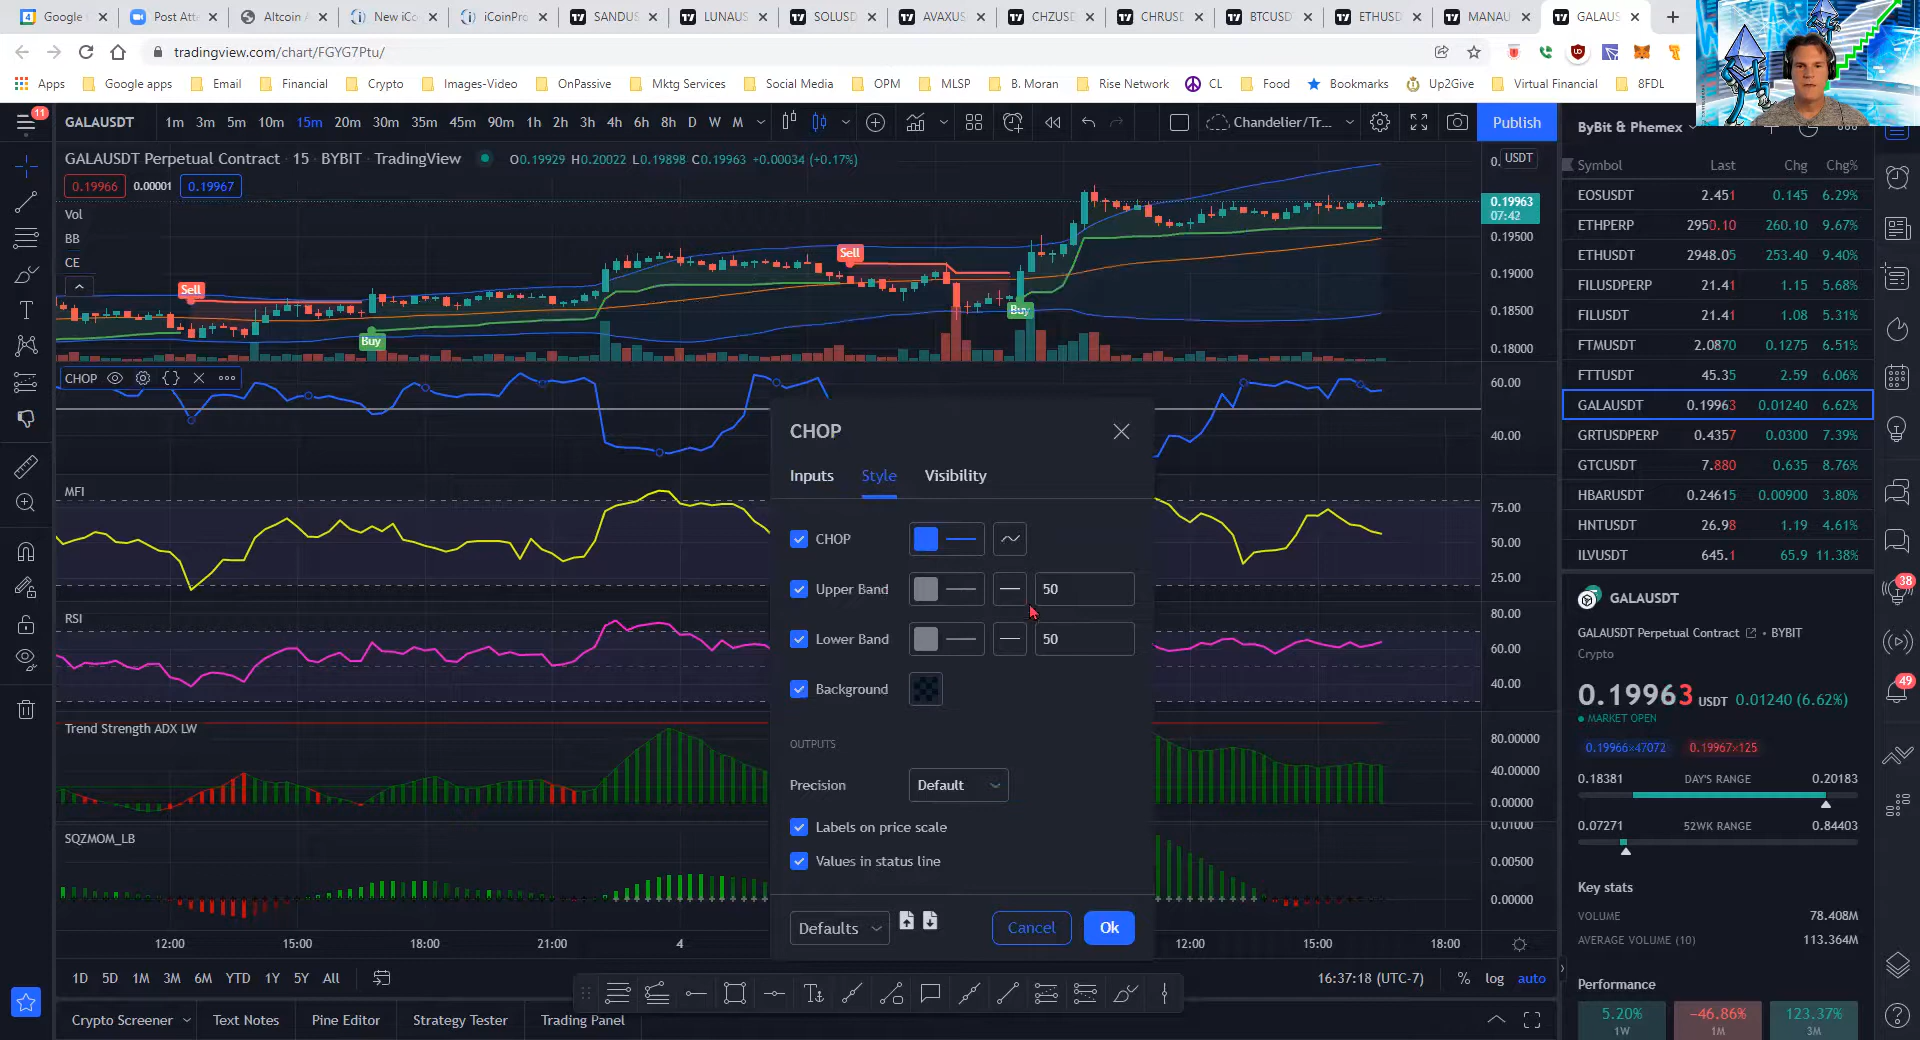 Google
Post Atte
Altcoin A
New iCo
iCoinPro
SANDUS
LUNAUS
SOLUSD
AVAXUS
CHZUSD
CHRUSD
BTCUSD
ETHUSD
MANAU
GALAUS
tradingview.com/chart/FGYG7Ptu/
Apps Google apps Email Financial Crypto Images-Video OnPassive Mktg Services Social Media OPM MLSP B. Moran Rise Network CL Food Bookmarks Up2Give Virtual Financial 8FDL
11
GALAUSDT 1m 3m 5m 10m 15m 20m 30m 35m 45m 90m 1h 2h 3h 4h 6h 8h D W M Chandelier/Tr... Publish
GALAUSDT Perpetual Contract · 15 · BYBIT · TradingView O0.19929 H0.20022 L0.19898 C0.19963 +0.00034 (+0.17%)
0.19966 0.00001 0.19967
Vol
BB
CE
Sell
Buy
Sell
Buy
USDT
0.19963
07:42
0.19500
0.19000
0.18500
0.18000
CHOP
60.00
40.00
MFI
75.00
50.00
25.00
RSI
80.00
60.00
40.00
Trend Strength ADX LW
80.00000
40.00000
0.00000
SQZMOM_LB
0.01000
0.00500
0.00000
12:00 15:00 18:00 21:00 4 12:00 15:00 18:00
CHOP
Inputs Style Visibility
CHOP
Upper Band 50
Lower Band 50
Background
OUTPUTS
Precision Default
Labels on price scale
Values in status line
Defaults Cancel Ok
1D 5D 1M 3M 6M YTD 1Y 5Y All
16:37:18 (UTC-7) % log auto
Crypto Screener Text Notes Pine Editor Strategy Tester Trading Panel
ByBit & Phemex
Symbol Last Chg Chg%
EOSUSDT 2.451 0.145 6.29%
ETHPERP 2950.10 260.10 9.67%
ETHUSDT 2948.05 253.40 9.40%
FILUSDPERP 21.41 1.15 5.68%
FILUSDT 21.41 1.08 5.31%
FTMUSDT 2.0870 0.1275 6.51%
FTTUSDT 45.35 2.59 6.06%
GALAUSDT 0.19963 0.01240 6.62%
GRTUSDPERP 0.4357 0.0300 7.39%
GTCUSDT 7.880 0.635 8.76%
HBARUSDT 0.24615 0.00900 3.80%
HNTUSDT 26.98 1.19 4.61%
ILVUSDT 645.1 65.9 11.38%
GALAUSDT
GALAUSDT Perpetual Contract • BYBIT
Crypto
0.19963 USDT 0.01240 (6.62%)
MARKET OPEN
0.19966×47072 0.19967×125
0.18381 DAY'S RANGE 0.20183
0.07271 52WK RANGE 0.84403
Key stats
VOLUME 78.408M
AVERAGE VOLUME (10) 113.364M
Performance
5.20% −46.86% 123.37%
1W 1M 3M
38
49